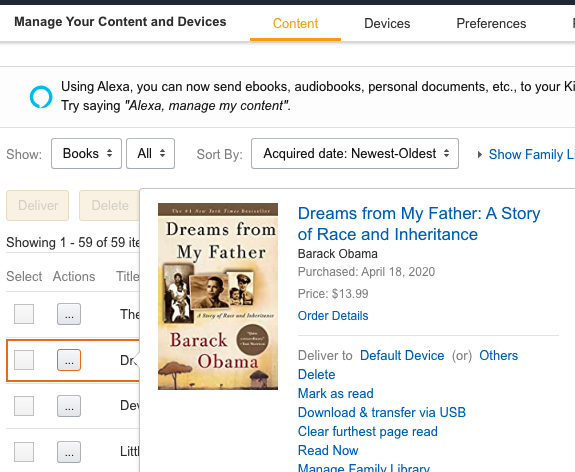 Manage Your Content and Devices
Content
Devices
Preferences
Using Alexa, you can now send ebooks, audiobooks, personal documents, etc., to your Ki
Try saying "Alexa, manage my content".
Show:
Books
All
Sort By:
Acquired date: Newest-Oldest
Show Family Li
Deliver
Delete
Showing 1 - 59 of 59 ite
Select
Actions
Title
...
The
...
Dr
...
Dev
...
Littl
The #1 New York Times Bestseller
Dreams from
My Father
A Story of Race and Inheritance
Barack
Obama
Dreams from My Father: A Story
of Race and Inheritance
Barack Obama
Purchased: April 18, 2020
Price: $13.99
Order Details
Deliver to Default Device (or) Others
Delete
Mark as read
Download & transfer via USB
Clear furthest page read
Read Now
Manage Family Library